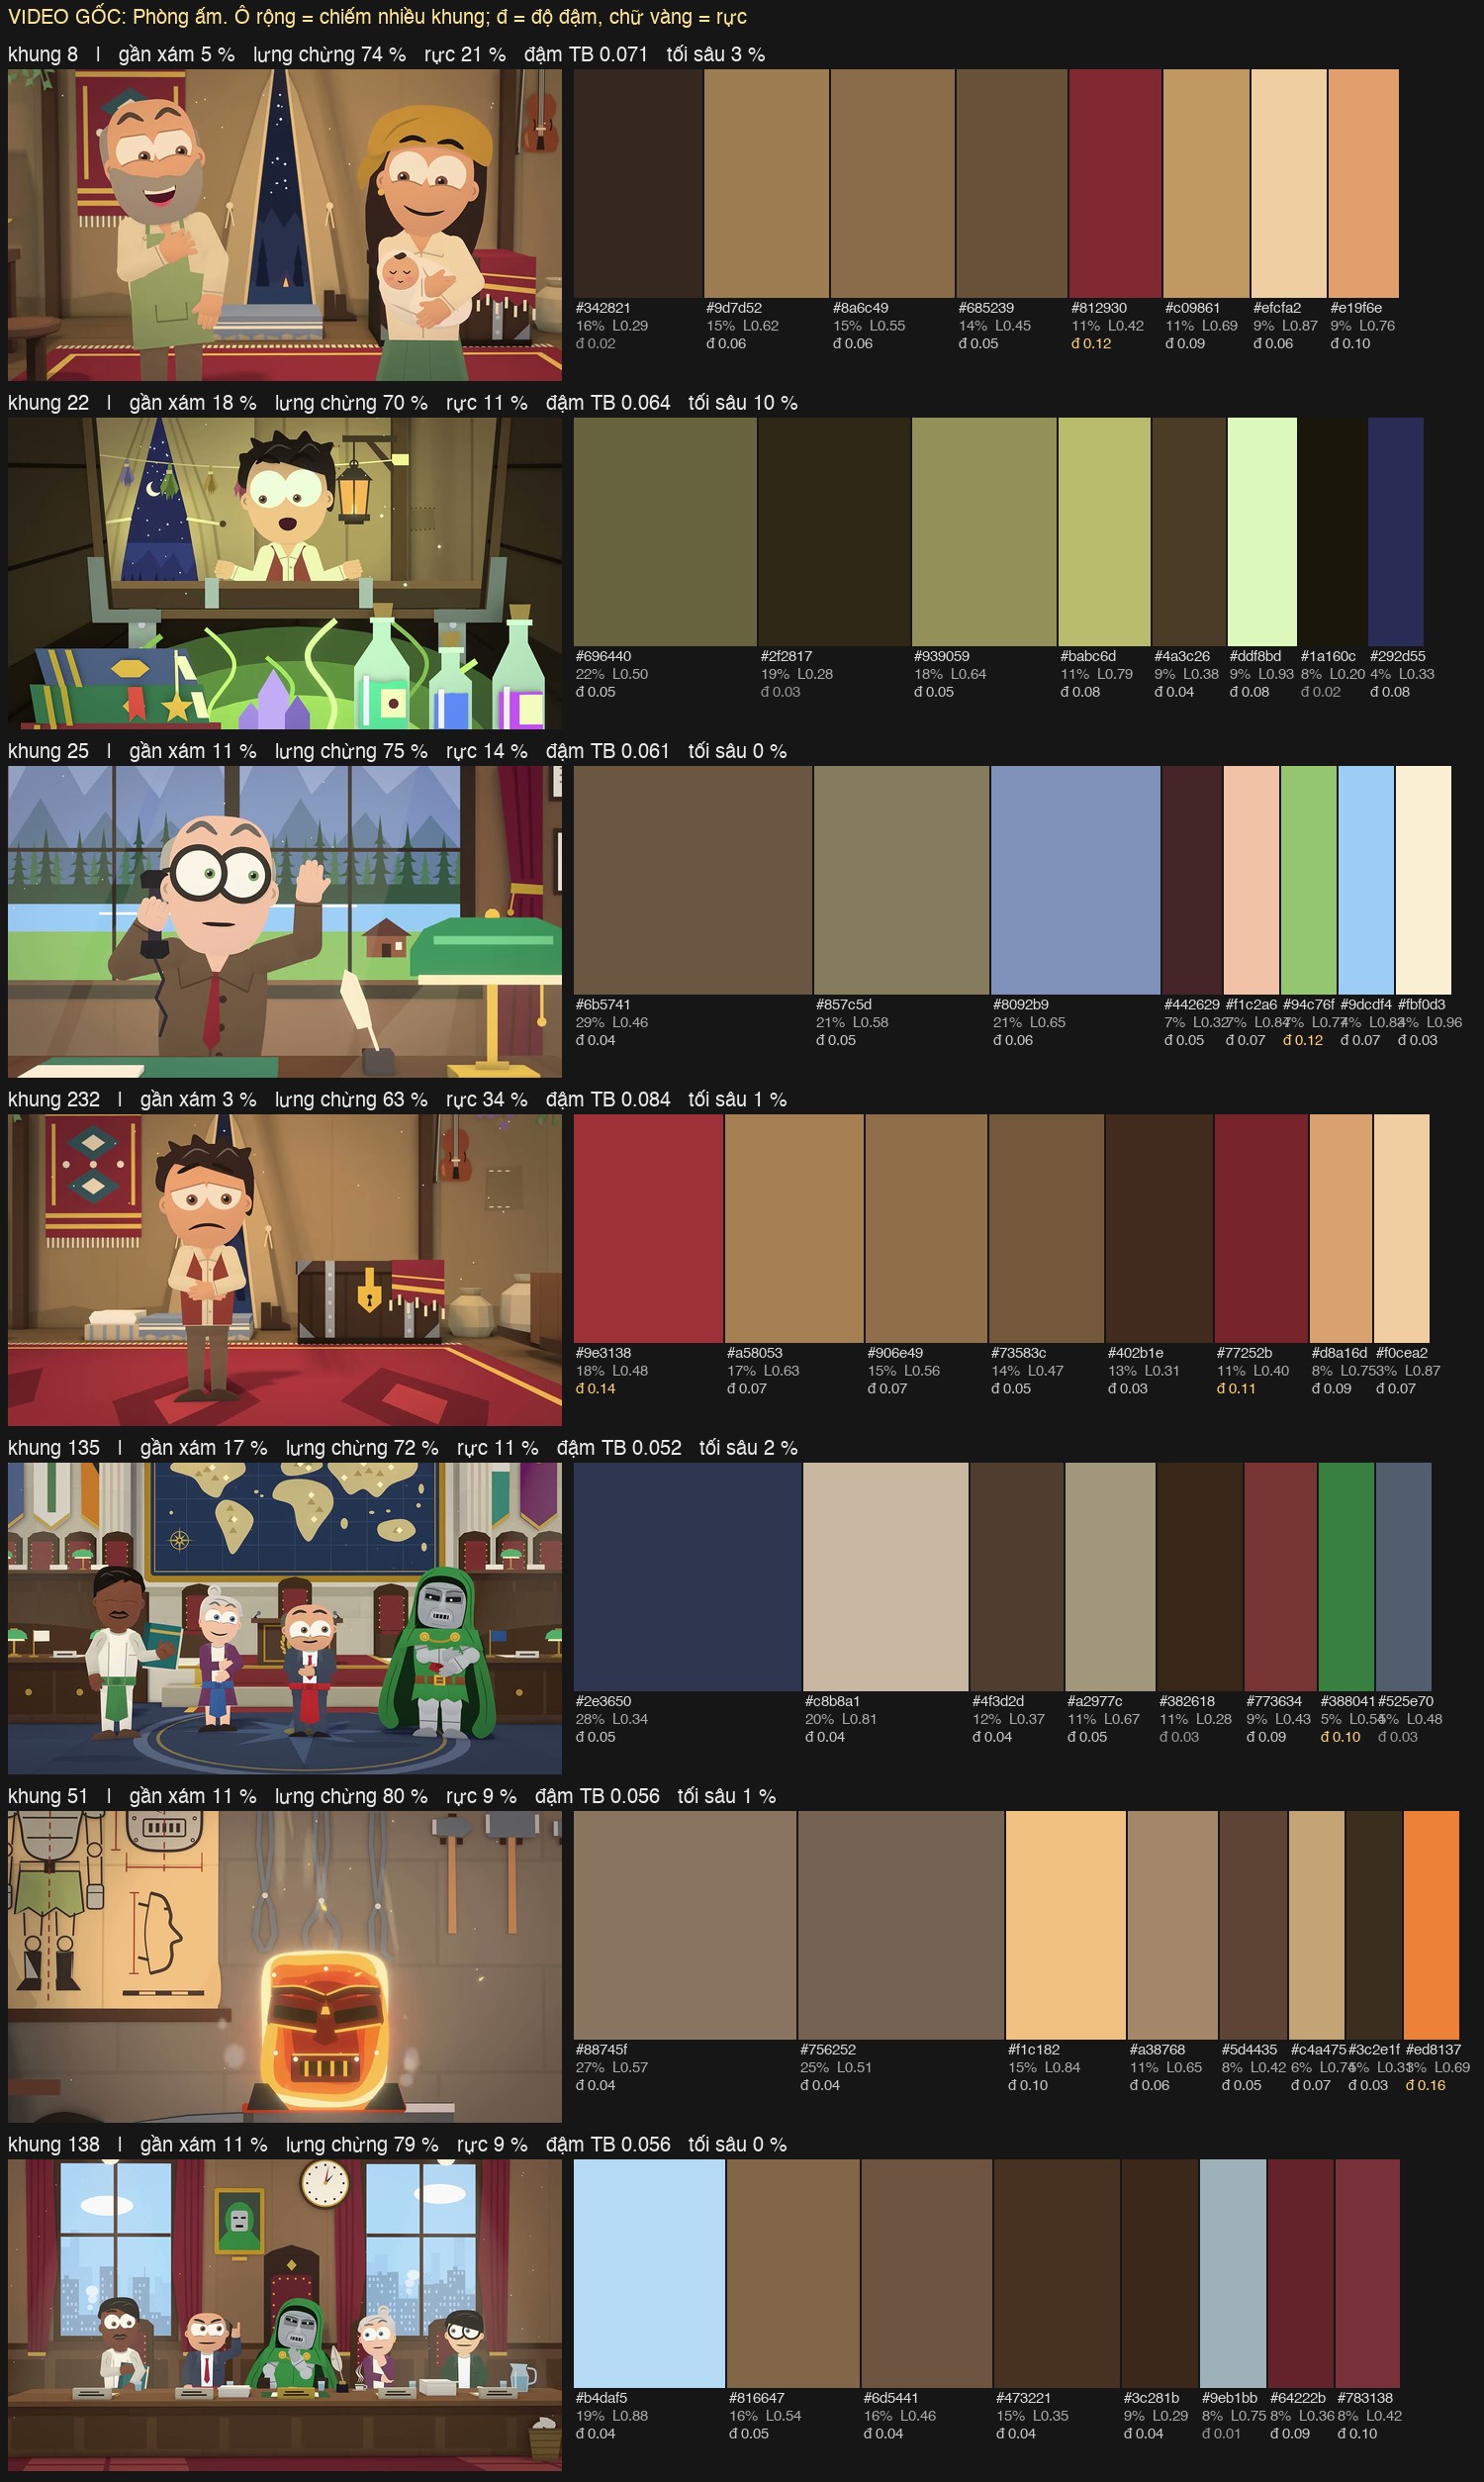 VIDEO GỐC: Phòng ấm. Ô rộng = chiếm nhiều khung; đ = độ đậm, chữ vàng = rực
khung 8 | gần xám 5 % lưng chừng 74 % rực 21 % đậm TB 0.071 tối sâu 3 %
#342821 #9d7d52 #8a6c49 #685239 #812930 #c09861 #efcfa2 #e19f6e
16% L0.29 15% L0.62 15% L0.55 14% L0.45 11% L0.42 11% L0.69 9% L0.87 9% L0.76
đ 0.02 đ 0.06 đ 0.06 đ 0.05 đ 0.12 đ 0.09 đ 0.06 đ 0.10
khung 22 | gần xám 18 % lưng chừng 70 % rực 11 % đậm TB 0.064 tối sâu 10 %
#696440 #2f2817 #939059 #babc6d #4a3c26 #ddf8bd #1a160c #292d55
22% L0.50 19% L0.28 18% L0.64 11% L0.79 9% L0.38 9% L0.93 8% L0.20 4% L0.33
đ 0.05 đ 0.03 đ 0.05 đ 0.08 đ 0.04 đ 0.08 đ 0.02 đ 0.08
khung 25 | gần xám 11 % lưng chừng 75 % rực 14 % đậm TB 0.061 tối sâu 0 %
#6b5741 #857c5d #8092b9 #442629 #f1c2a6 #94c76f #9dcdf4 #fbf0d3
29% L0.46 21% L0.58 21% L0.65 7% L0.32 7% L0.84 L0.96
đ 0.04 đ 0.05 đ 0.06 đ 0.05 đ 0.07 đ 0.12 đ 0.07 đ 0.03
khung 232 | gần xám 3 % lưng chừng 63 % rực 34 % đậm TB 0.084 tối sâu 1 %
#9e3138 #a58053 #906e49 #73583c #402b1e #77252b #d8a16d #f0cea2
18% L0.48 17% L0.63 15% L0.56 14% L0.47 13% L0.31 11% L0.40 8% L0.75 3% L0.87
đ 0.14 đ 0.07 đ 0.07 đ 0.05 đ 0.03 đ 0.11 đ 0.09 đ 0.07
khung 135 | gần xám 17 % lưng chừng 72 % rực 11 % đậm TB 0.052 tối sâu 2 %
#2e3650 #c8b8a1 #4f3d2d #a2977c #382618 #773634 #388041 #525e70
28% L0.34 20% L0.81 12% L0.37 11% L0.67 11% L0.28 9% L0.43 5% L0.48
đ 0.05 đ 0.04 đ 0.04 đ 0.05 đ 0.03 đ 0.09 đ 0.10 đ 0.03
khung 51 | gần xám 11 % lưng chừng 80 % rực 9 % đậm TB 0.056 tối sâu 1 %
#88745f #756252 #f1c182 #a38768 #5d4435 #c4a475 #3c2e1f #ed8137
27% L0.57 25% L0.51 15% L0.84 11% L0.65 8% L0.42 6% L0.69
đ 0.04 đ 0.04 đ 0.10 đ 0.06 đ 0.05 đ 0.07 đ 0.03 đ 0.16
khung 138 | gần xám 11 % lưng chừng 79 % rực 9 % đậm TB 0.056 tối sâu 0 %
#b4daf5 #816647 #6d5441 #473221 #3c281b #9eb1bb #64222b #783138
19% L0.88 16% L0.54 16% L0.46 15% L0.35 9% L0.29 8% L0.75 8% L0.36 8% L0.42
đ 0.04 đ 0.05 đ 0.04 đ 0.04 đ 0.04 đ 0.01 đ 0.09 đ 0.10